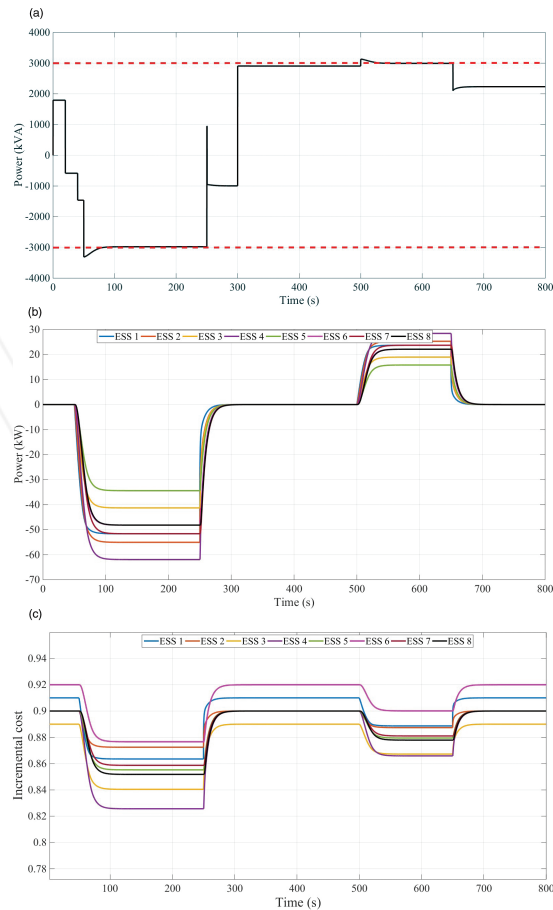 (a)
4000
3000
2000
1000
0
-1000
-2000
-3000
-4000
Power (kVA)
0 100 200 300 400 500 600 700 800
Time (s)
(b)
ESS 1 ESS 2 ESS 3 ESS 4 ESS 5 ESS 6 ESS 7 ESS 8
30
20
10
0
-10
-20
-30
-40
-50
-60
-70
Power (kW)
0 100 200 300 400 500 600 700 800
Time (s)
(c)
ESS 1 ESS 2 ESS 3 ESS 4 ESS 5 ESS 6 ESS 7 ESS 8
0.94
0.92
0.9
0.88
0.86
0.84
0.82
0.8
0.78
Incremental cost
100 200 300 400 500 600 700 800
Time (s)